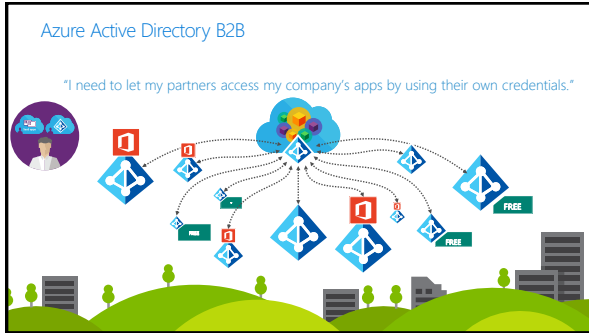 Azure Active Directory B2B
“I need to let my partners access my company’s apps by using their own credentials.”
FREE
FREE
FREE